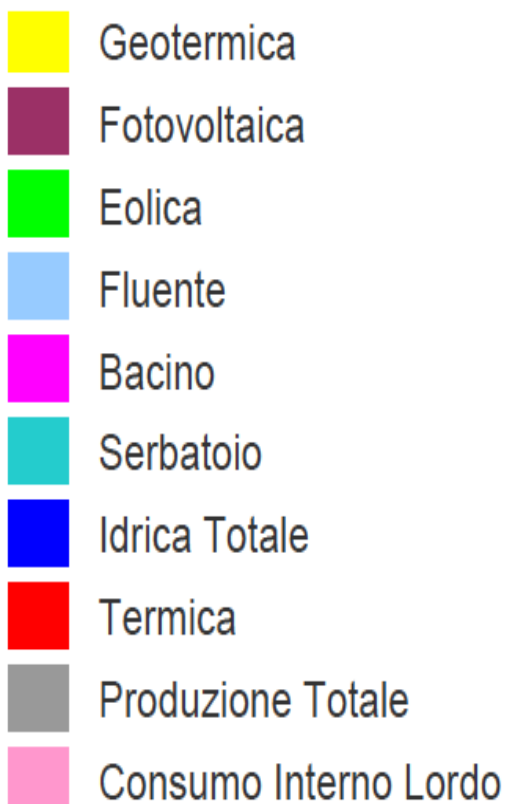 Geotermica
Fotovoltaica
Eolica
Fluente
Bacino
Serbatoio
Idrica Totale
Termica
Produzione Totale
Consumo Interno Lordo